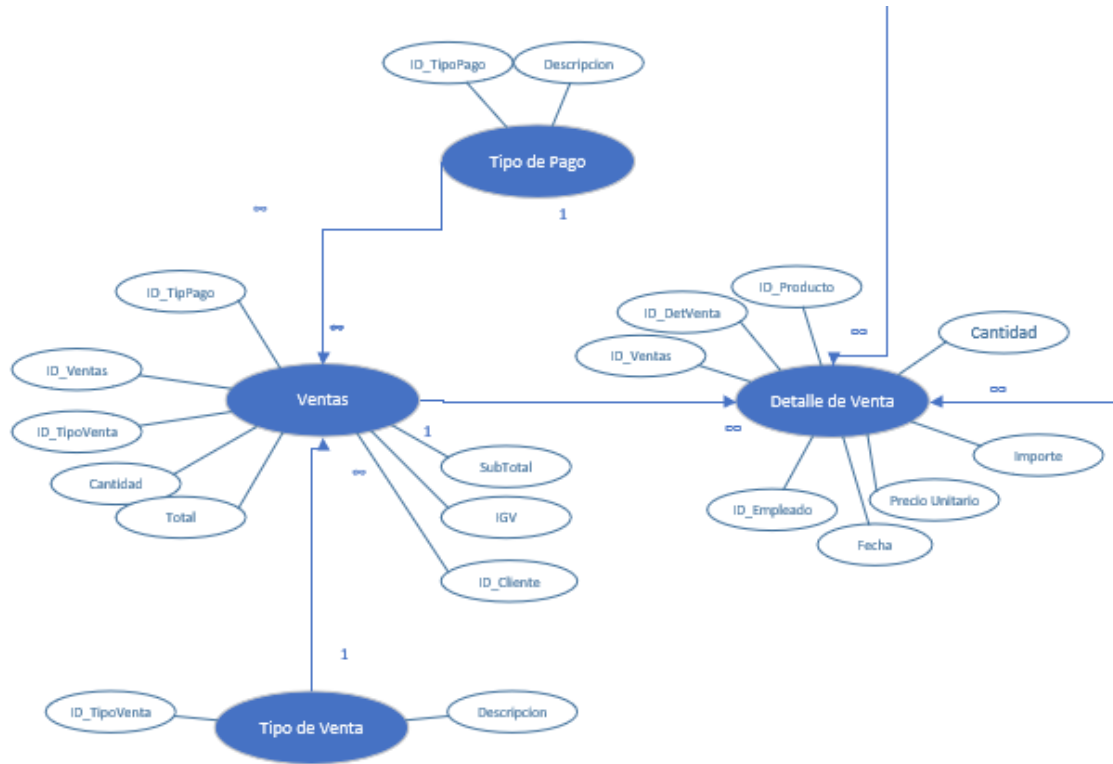 ID_TipoPago
Descripcion
Tipo de Pago
∞
1
ID_TipPago
ID_Producto
ID_DetVenta
∞
∞
Cantidad
ID_Ventas
ID_Ventas
∞
Ventas
Detalle de Venta
ID_TipoVenta
1
∞
Importe
SubTotal
∞
Cantidad
Precio Unitario
ID_Empleado
Total
IGV
Fecha
ID_Cliente
1
ID_TipoVenta
Descripcion
Tipo de Venta